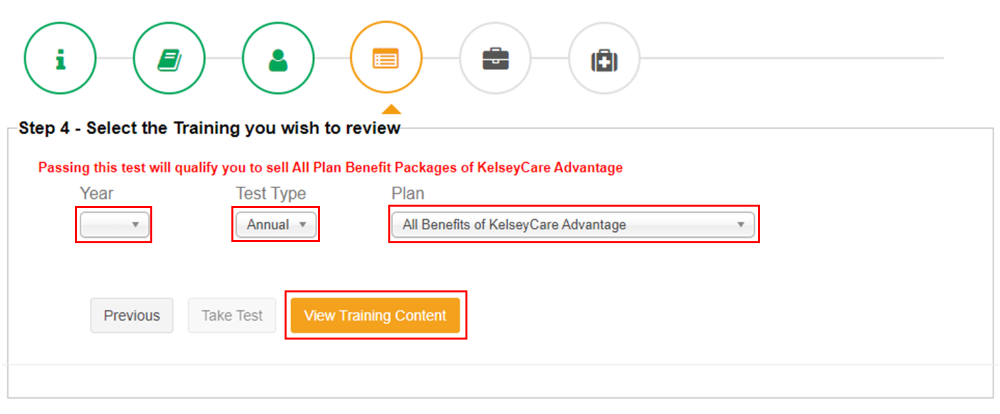 Step 4 - Select the Training you wish to review
Passing this test will qualify you to sell All Plan Benefit Packages of KelseyCare Advantage
Year Test Type Plan
Annual All Benefits of KelseyCare Advantage
Previous Take Test View Training Content